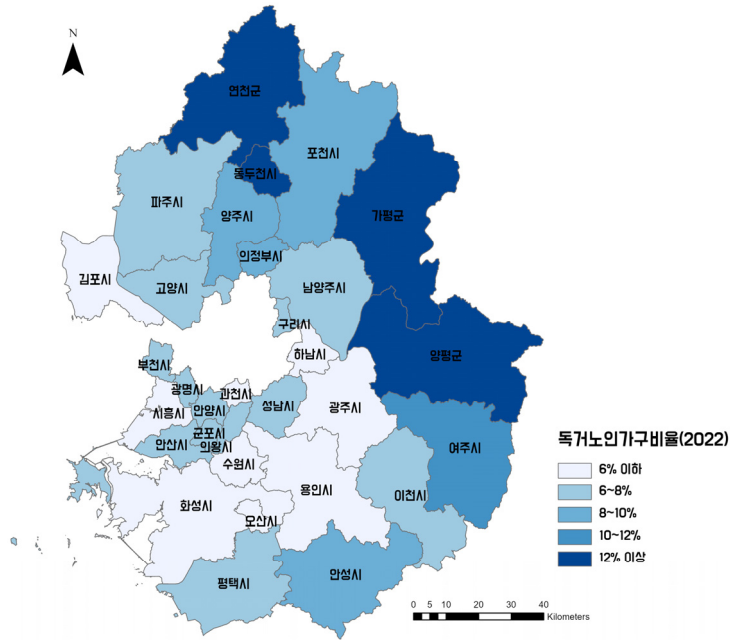 N
연천군
포천시
동두천시
가평군
파주시
양주시
의정부시
김포시
고양시
남양주시
구리시
하남시
양평군
부천시
광명시
과천시
성남시
시흥시
안양시
광주시
군포시
안산시
의왕시
여주시
수원시
용인시
이천시
화성시
오산시
평택시
안성시
독거노인가구비율(2022)
6% 이하
6~8%
8~10%
10~12%
12% 이상
0 5 10 20 30 40
Kilometers